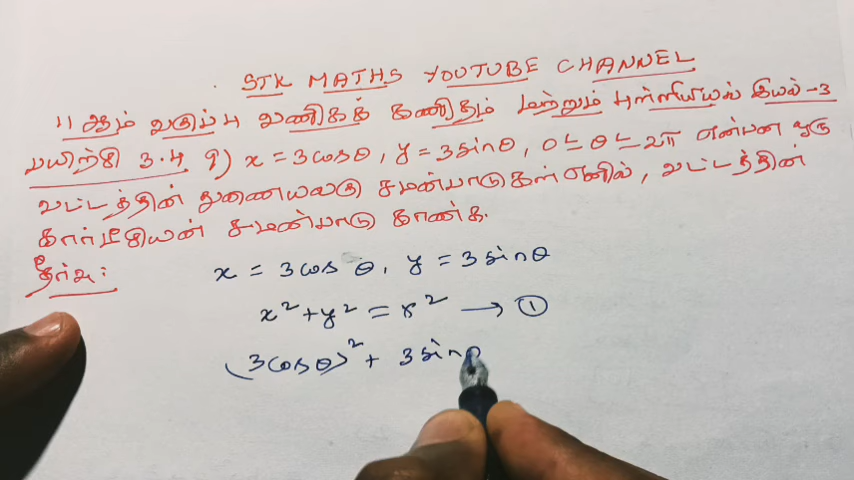 STK MATHS YOUTUBE CHANNEL
11 ஆம் வகுப்பு வணிகக் கணிதம் மற்றும் புள்ளியியல் இயல் -3
பயிற்சி 3.4 9) x = 3cosθ, y = 3sinθ, 0 ≤ θ ≤ 2π என்பன ஒரு
வட்டத்தின் துணையலகு சமன்பாடுகள் எனில், வட்டத்தின்
கார்டீசியன் சமன்பாடு காண்க.
தீர்வு:
x = 3cos θ, y = 3sinθ
x² + y² = r² → ①
(3cosθ)² + 3sinθ